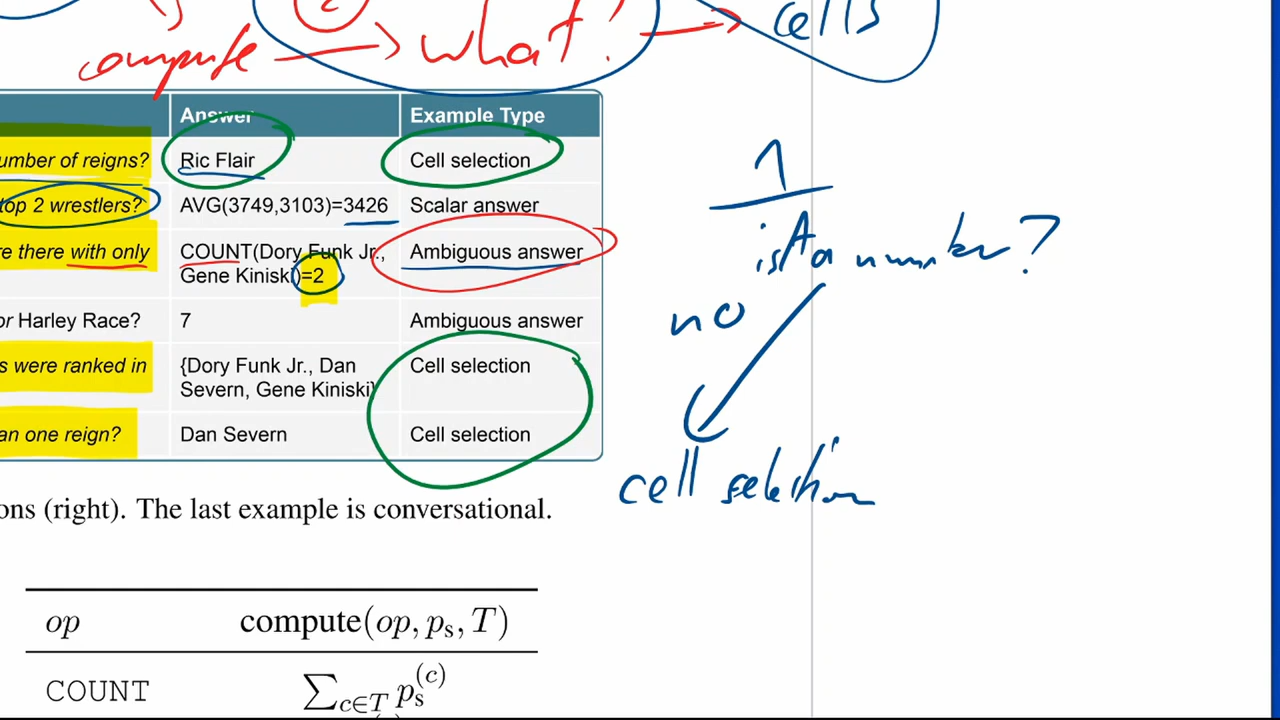 compute → what? → cells
Answer Example Type
umber of reigns? Ric Flair Cell selection
top 2 wrestlers? AVG(3749,3103)=3426 Scalar answer
re there with only COUNT(Dory Funk Jr., Ambiguous answer
Gene Kiniski)=2
or Harley Race? 7 Ambiguous answer
s were ranked in {Dory Funk Jr., Dan Cell selection
Severn, Gene Kiniski}
an one reign? Dan Severn Cell selection
ons (right). The last example is conversational.
1
is A a number?
no
cell selection
op compute(op, pₛ, T)
COUNT ∑c∈T pₛ(c)